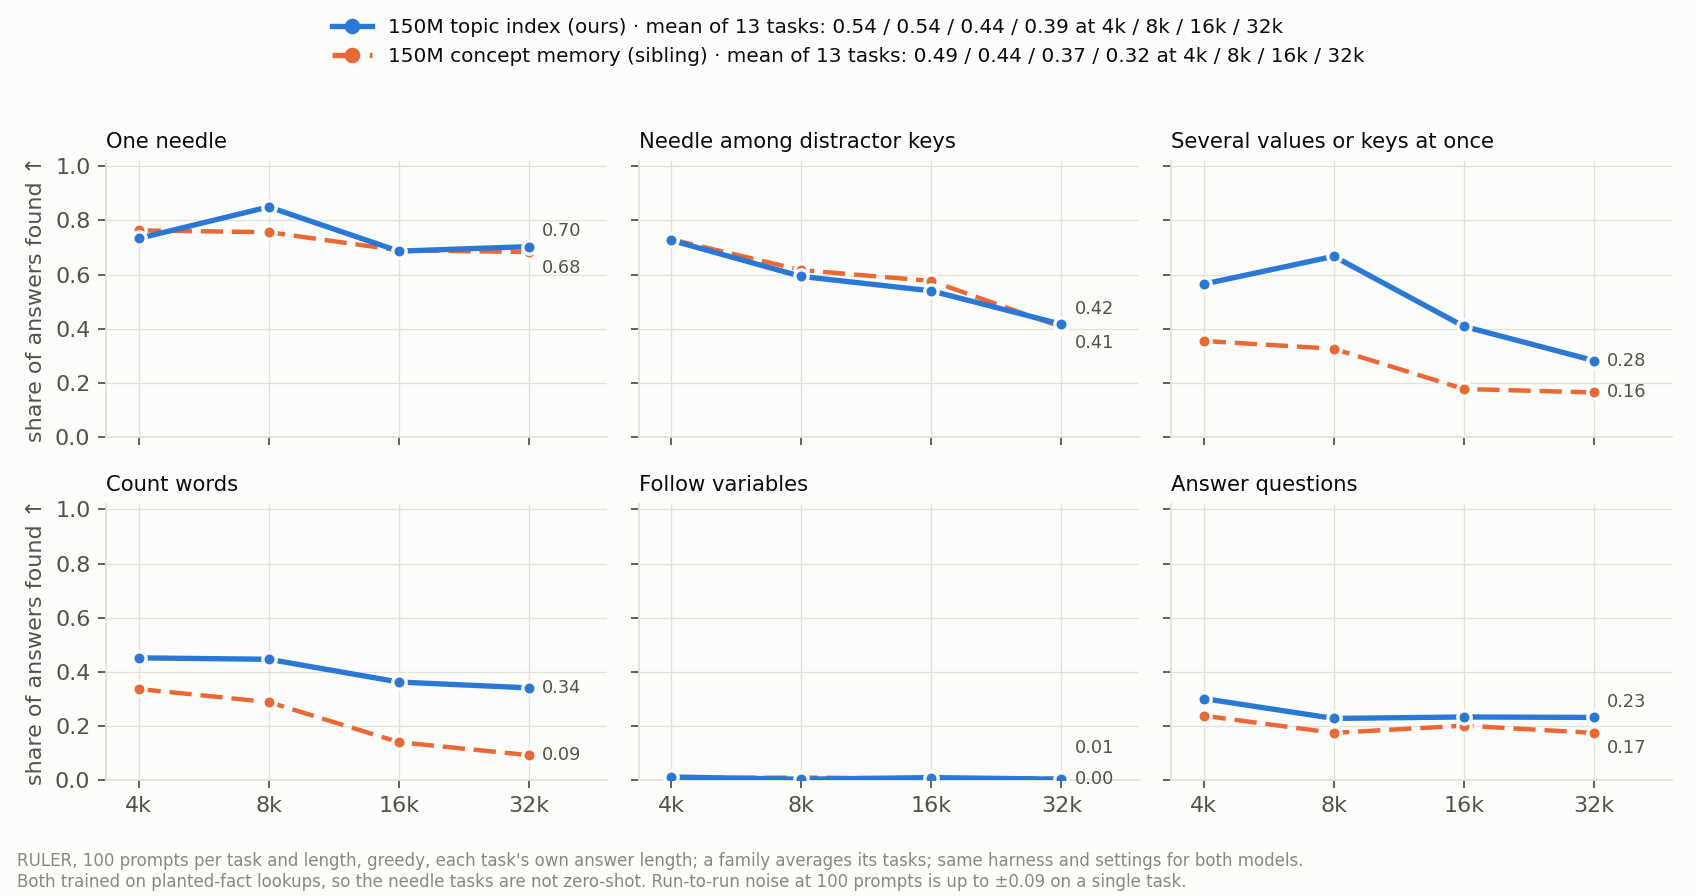 150M topic index (ours) · mean of 13 tasks: 0.54 / 0.54 / 0.44 / 0.39 at 4k / 8k / 16k / 32k
150M concept memory (sibling) · mean of 13 tasks: 0.49 / 0.44 / 0.37 / 0.32 at 4k / 8k / 16k / 32k
One needle
share of answers found ↑
1.0
0.8
0.6
0.4
0.2
0.0
0.70
0.68
Needle among distractor keys
0.42
0.41
Several values or keys at once
0.28
0.16
Count words
share of answers found ↑
1.0
0.8
0.6
0.4
0.2
0.0
0.34
0.09
4k 8k 16k 32k
Follow variables
0.01
0.00
4k 8k 16k 32k
Answer questions
0.23
0.17
4k 8k 16k 32k
RULER, 100 prompts per task and length, greedy, each task's own answer length; a family averages its tasks; same harness and settings for both models.
Both trained on planted-fact lookups, so the needle tasks are not zero-shot. Run-to-run noise at 100 prompts is up to ±0.09 on a single task.